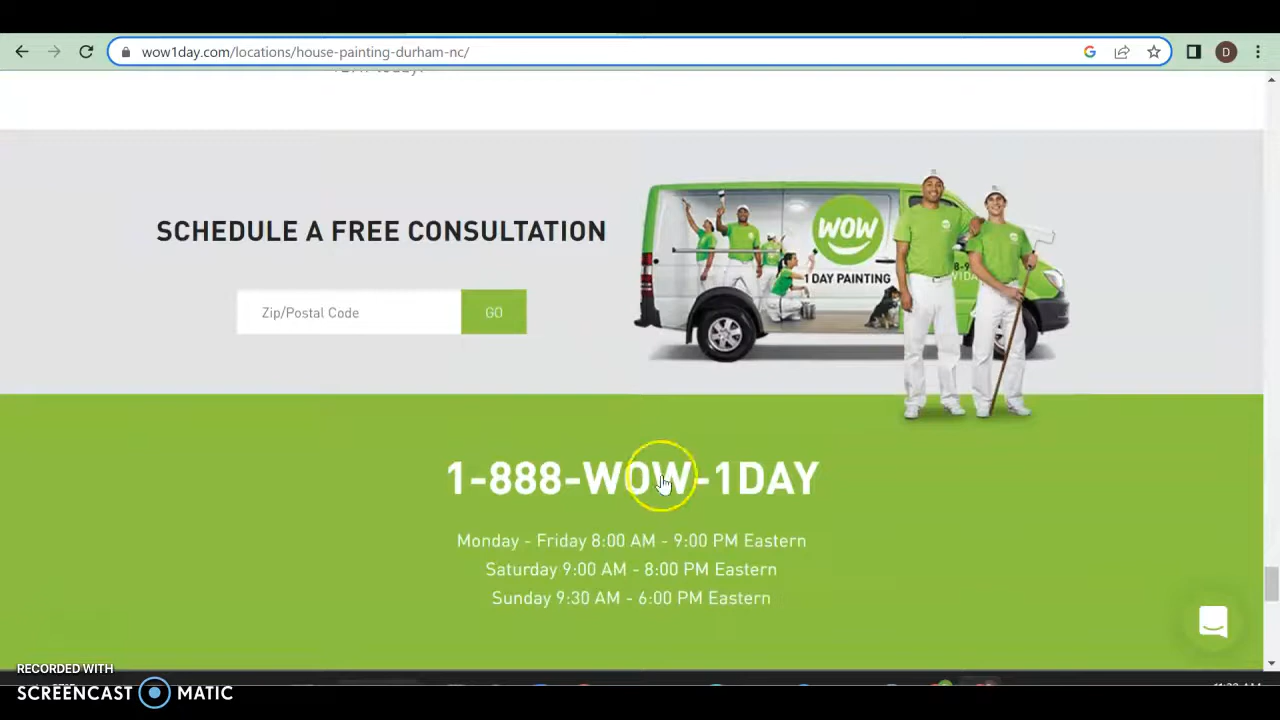 wow1day.com/locations/house-painting-durham-nc/
D
SCHEDULE A FREE CONSULTATION
Zip/Postal Code
GO
WOW
1 DAY PAINTING
1-888-WOW-1DAY
Monday - Friday 8:00 AM - 9:00 PM Eastern
Saturday 9:00 AM - 8:00 PM Eastern
Sunday 9:30 AM - 6:00 PM Eastern
RECORDED WITH
SCREENCAST MATIC